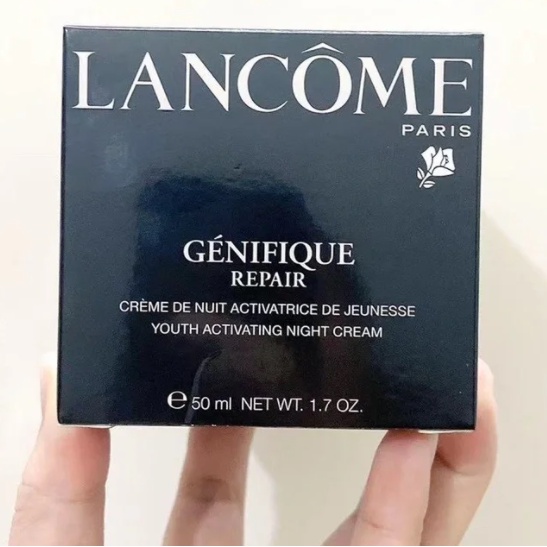 LANCÔME
PARIS
GÉNIFIQUE
REPAIR
CRÈME DE NUIT ACTIVATRICE DE JEUNESSE
YOUTH ACTIVATING NIGHT CREAM
e 50 ml NET WT. 1.7 OZ.